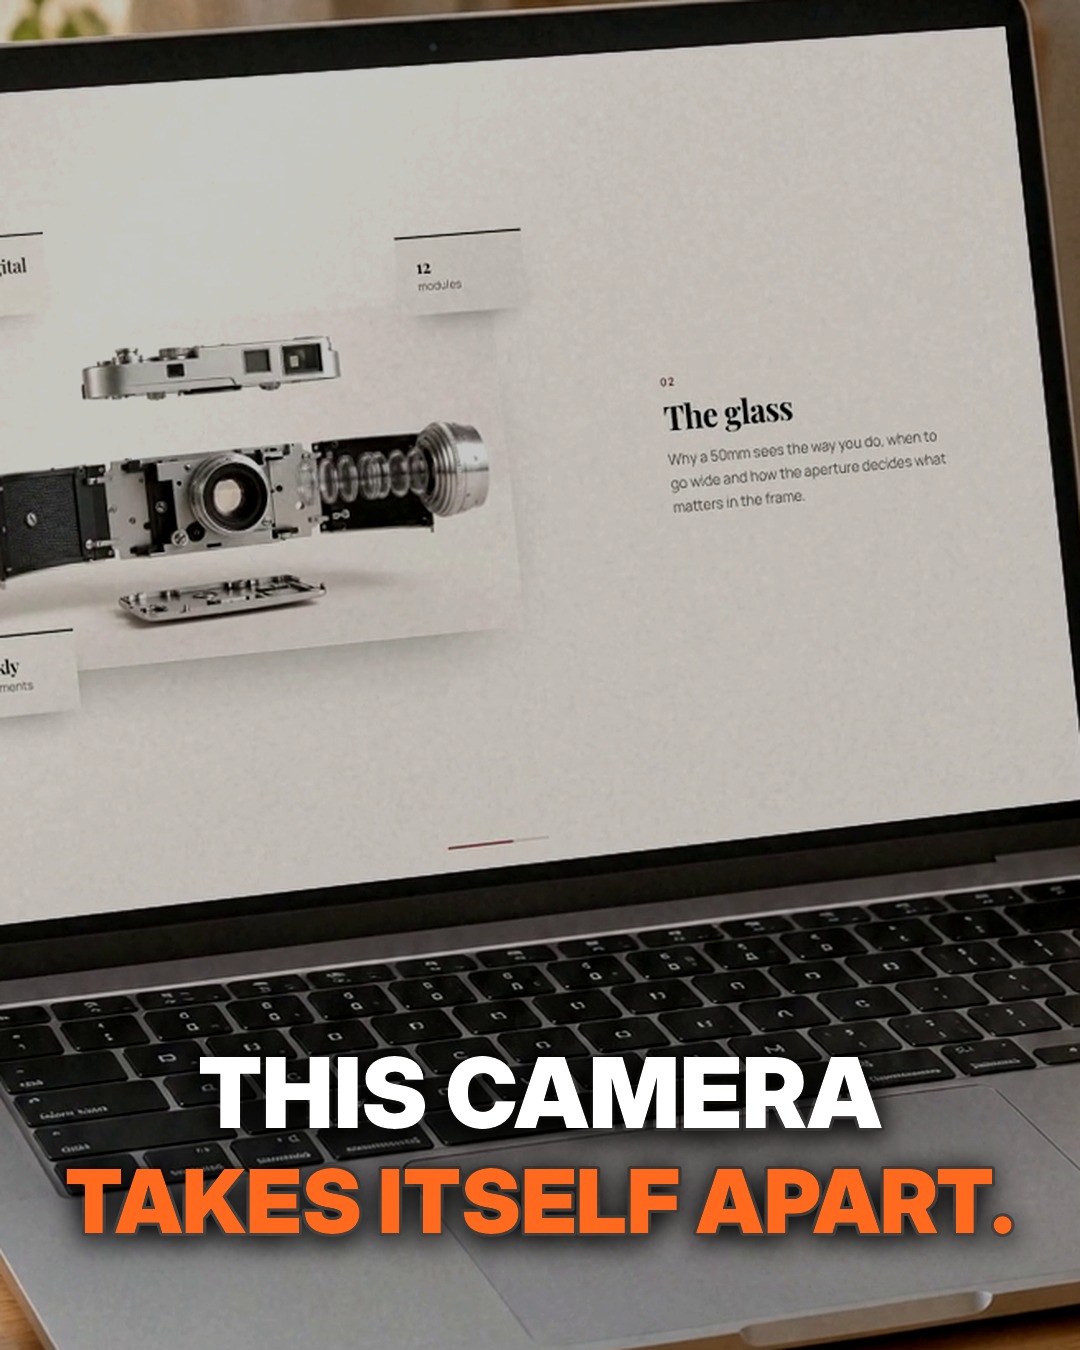 12
modules
02
The glass
Why a 50mm sees the way you do, when to
go wide and how the aperture decides what
matters in the frame.
THIS CAMERA
TAKES ITSELF APART.